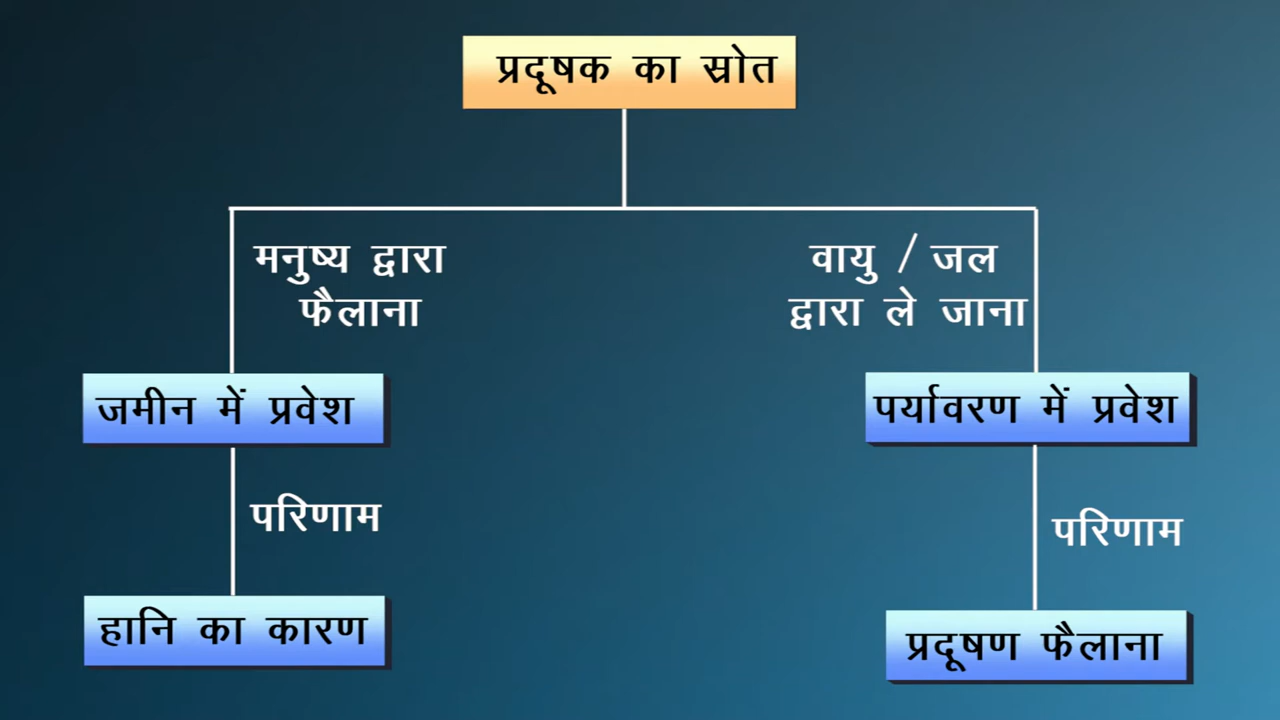 प्रदूषक का स्रोत
मनुष्य द्वारा
फैलाना
वायु / जल
द्वारा ले जाना
जमीन में प्रवेश
पर्यावरण में प्रवेश
परिणाम
परिणाम
हानि का कारण
प्रदूषण फैलाना